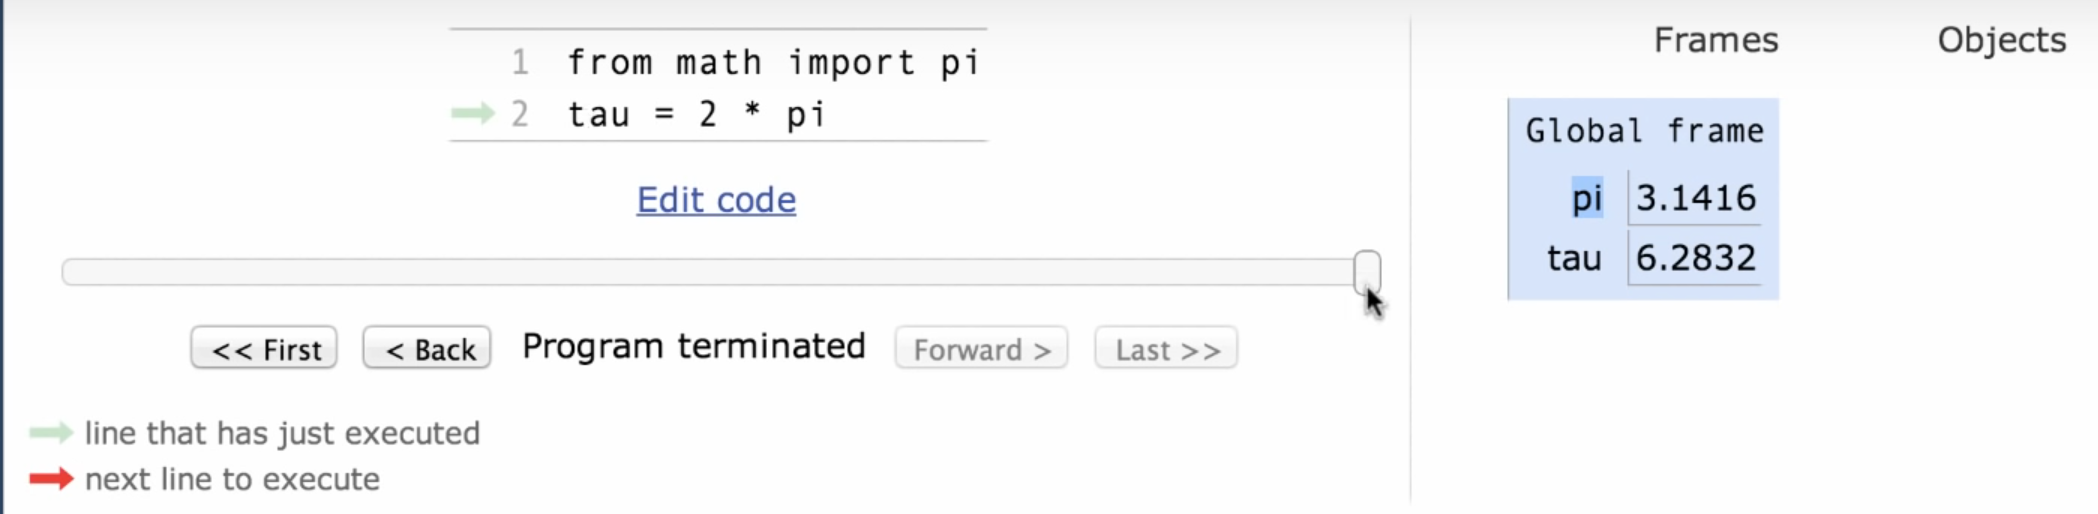 1 from math import pi
2 tau = 2 * pi
Edit code
<< First < Back Program terminated Forward > Last >>
line that has just executed
next line to execute
Frames Objects
Global frame
pi 3.1416
tau 6.2832